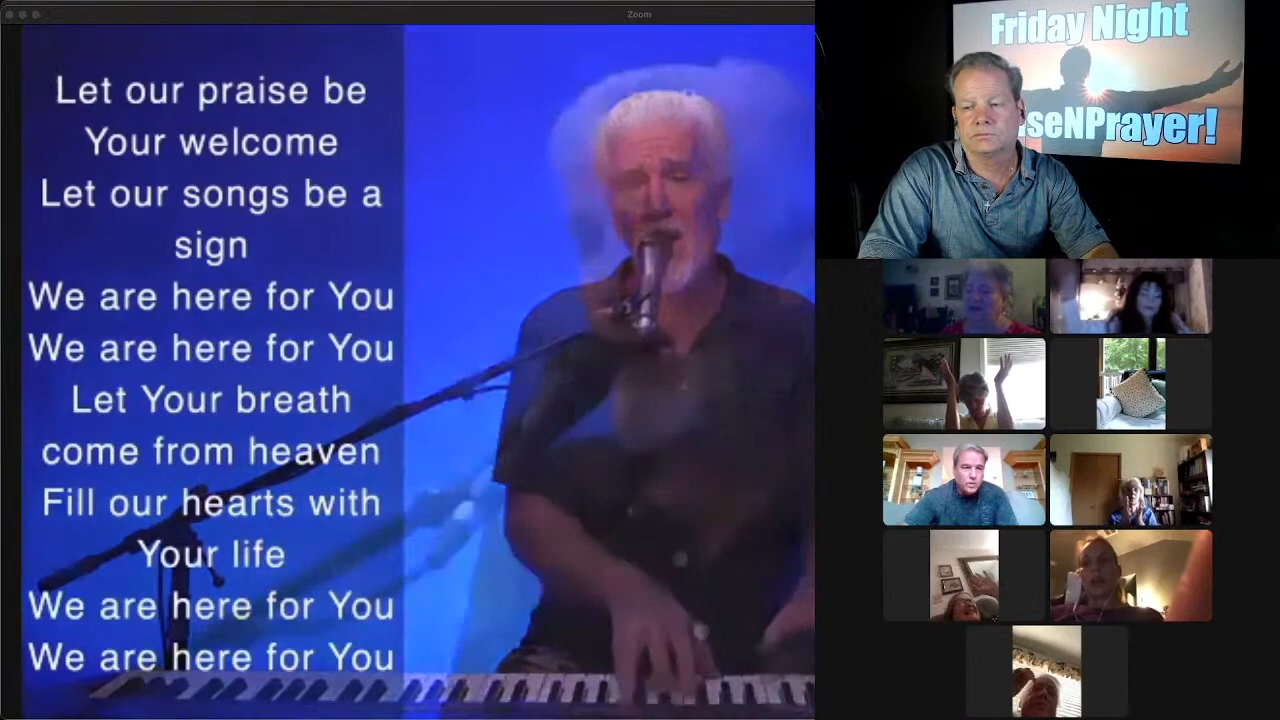 Zoom
Friday Night
Let our praise be
Your welcome
Let our songs be a
sign
We are here for You
We are here for You
Let Your breath
come from heaven
Fill our hearts with
Your life
We are here for You
We are here for You
seNPrayer!